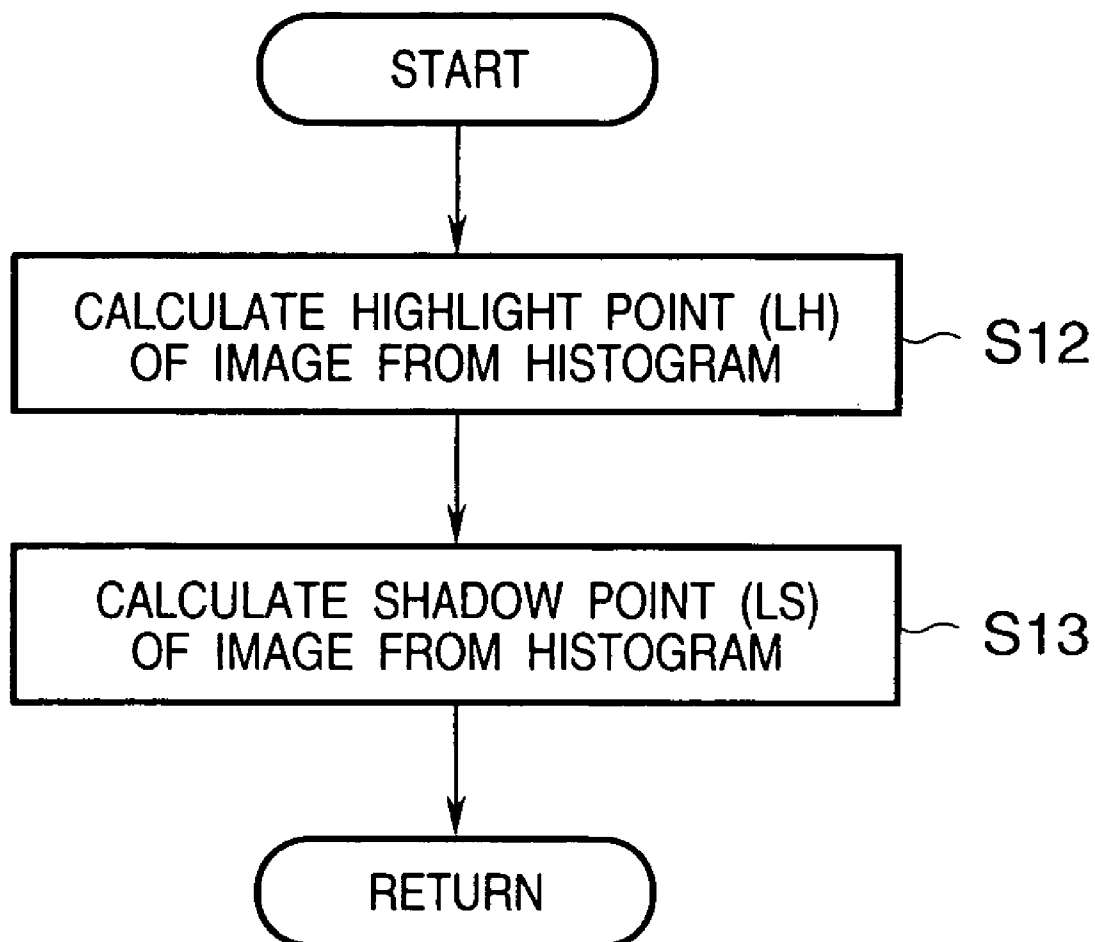 START
CALCULATE HIGHLIGHT POINT (LH)
OF IMAGE FROM HISTOGRAM
S12
CALCULATE SHADOW POINT (LS)
OF IMAGE FROM HISTOGRAM
S13
RETURN